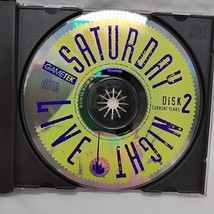 SATURDAY
NIGHT
LIVE
GAMETEK
DISK 2
CURRENT YEARS